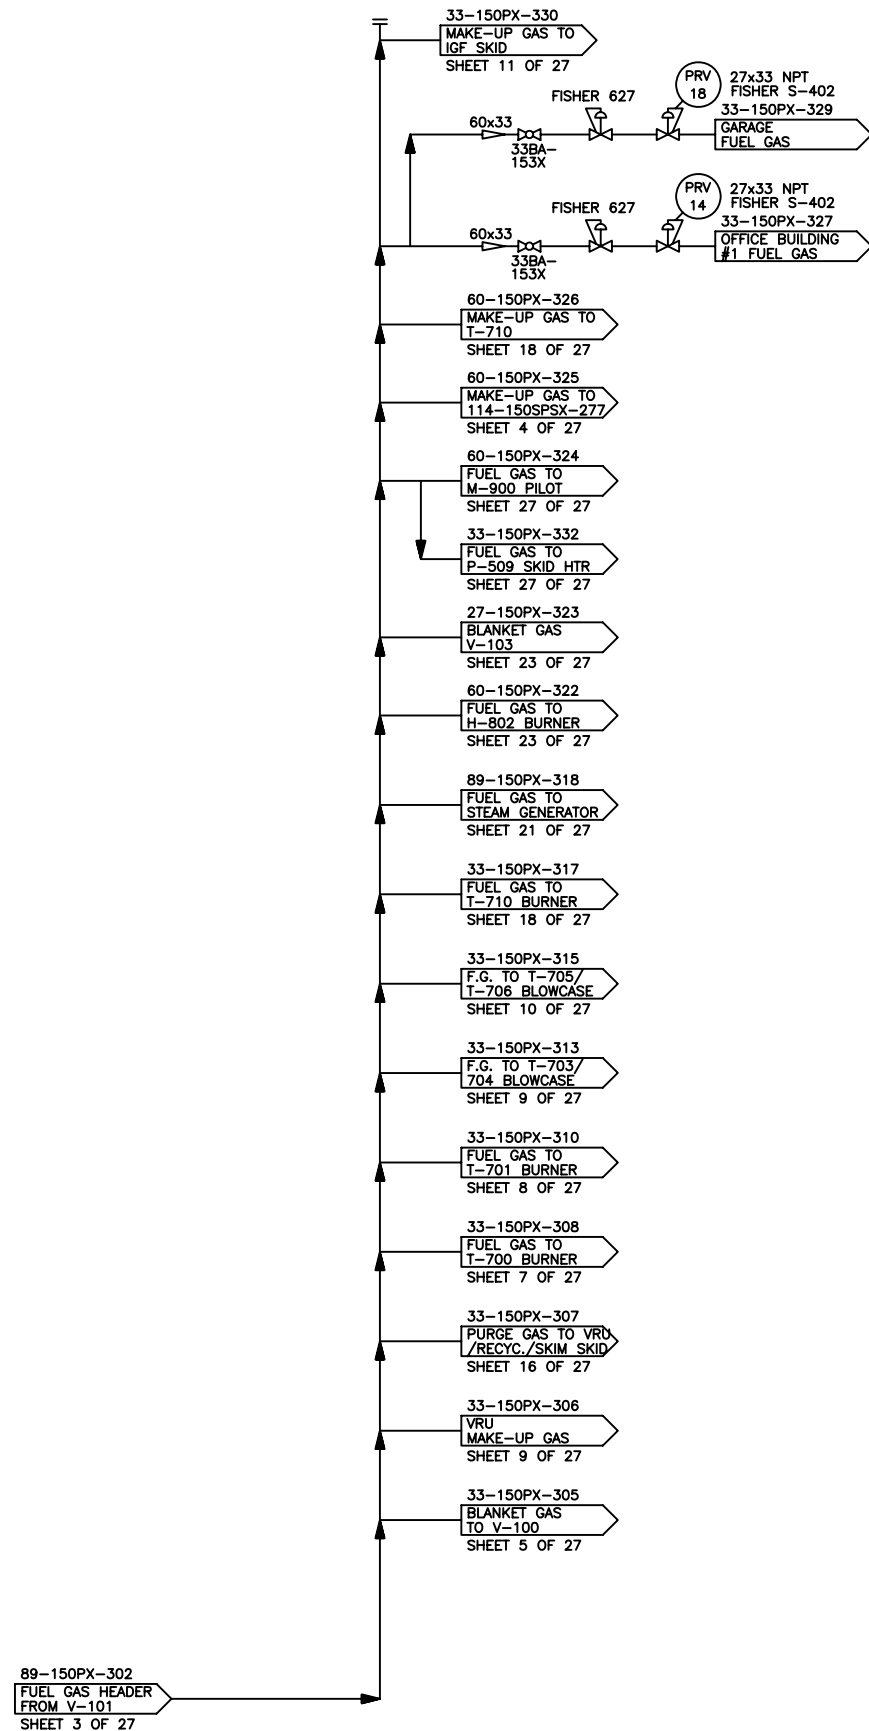 33-150PX-330
MAKE-UP GAS TO
IGF SKID
SHEET 11 OF 27
PRV
18
27x33 NPT
FISHER S-402
FISHER 627
33-150PX-329
60x33
GARAGE
FUEL GAS
33BA-
153X
PRV
14
27x33 NPT
FISHER S-402
FISHER 627
33-150PX-327
60x33
OFFICE BUILDING
#1 FUEL GAS
33BA-
153X
60-150PX-326
MAKE-UP GAS TO
T-710
SHEET 18 OF 27
60-150PX-325
MAKE-UP GAS TO
114-150SPSX-277
SHEET 4 OF 27
60-150PX-324
FUEL GAS TO
M-900 PILOT
SHEET 27 OF 27
33-150PX-332
FUEL GAS TO
P-509 SKID HTR
SHEET 27 OF 27
27-150PX-323
BLANKET GAS
V-103
SHEET 23 OF 27
60-150PX-322
FUEL GAS TO
H-802 BURNER
SHEET 23 OF 27
89-150PX-318
FUEL GAS TO
STEAM GENERATOR
SHEET 21 OF 27
33-150PX-317
FUEL GAS TO
T-710 BURNER
SHEET 18 OF 27
33-150PX-315
F.G. TO T-705/
T-706 BLOWCASE
SHEET 10 OF 27
33-150PX-313
F.G. TO T-703/
704 BLOWCASE
SHEET 9 OF 27
33-150PX-310
FUEL GAS TO
T-701 BURNER
SHEET 8 OF 27
33-150PX-308
FUEL GAS TO
T-700 BURNER
SHEET 7 OF 27
33-150PX-307
PURGE GAS TO VRU
/RECYC./SKIM SKID
SHEET 16 OF 27
33-150PX-306
VRU
MAKE-UP GAS
SHEET 9 OF 27
33-150PX-305
BLANKET GAS
TO V-100
SHEET 5 OF 27
89-150PX-302
FUEL GAS HEADER
FROM V-101
SHEET 3 OF 27